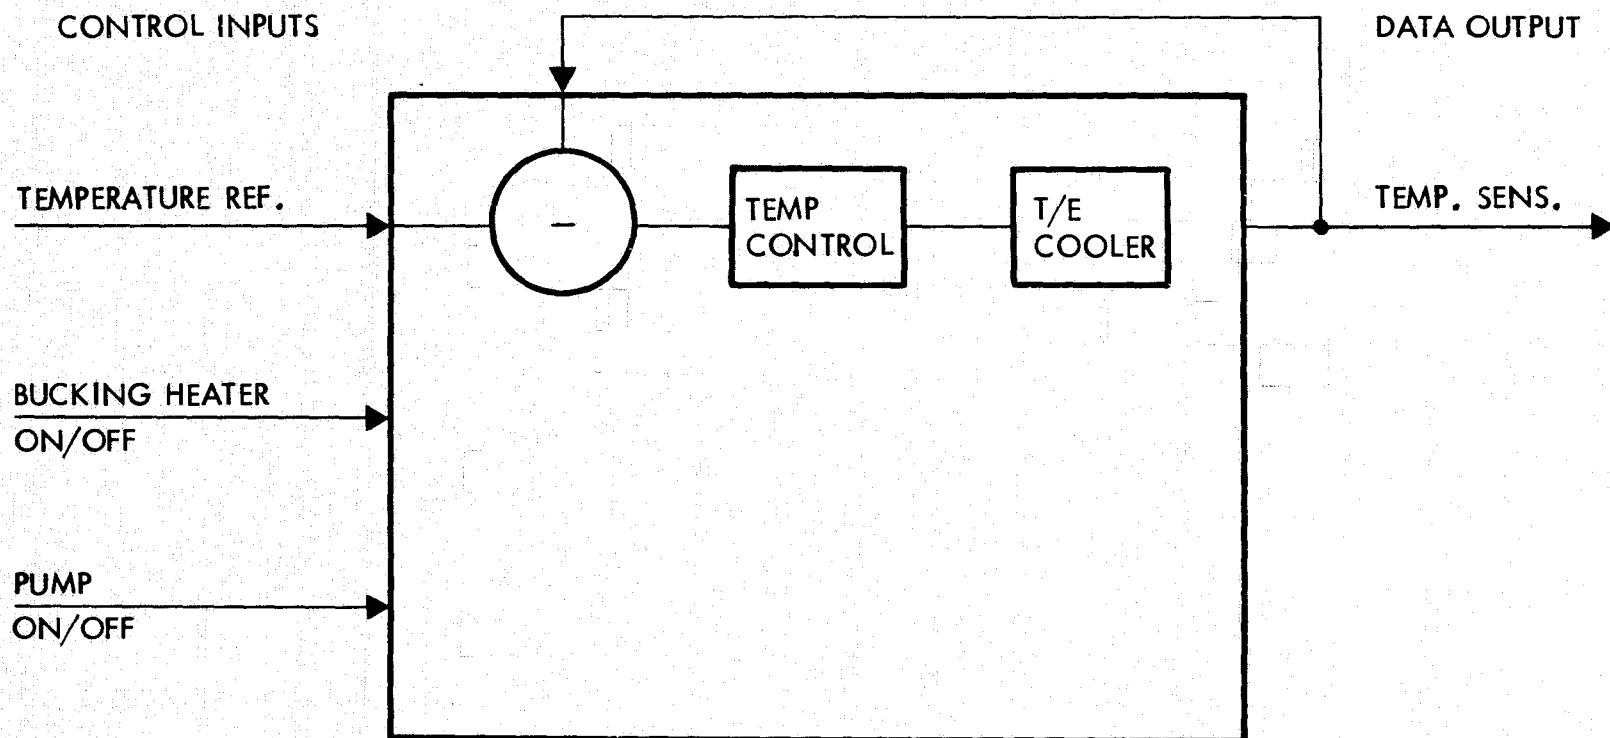 CONTROL INPUTS
DATA OUTPUT
TEMPERATURE REF.
−
TEMP
CONTROL
T/E
COOLER
TEMP. SENS.
BUCKING HEATER
ON/OFF
PUMP
ON/OFF